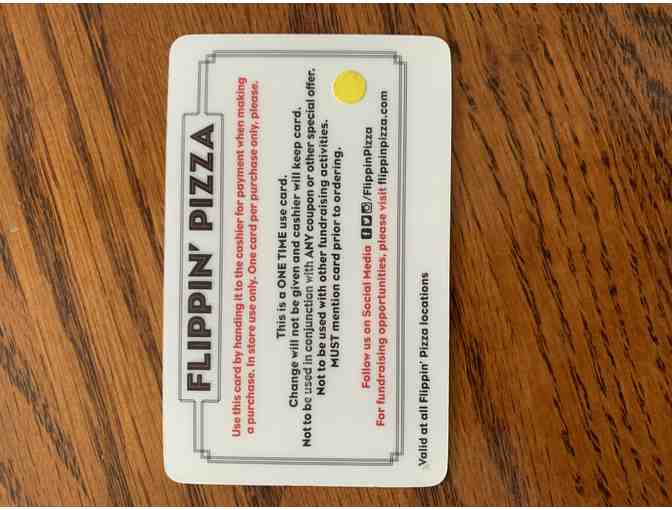 FLIPPIN' PIZZA
Use this card by handing it to the cashier for payment when making
a purchase. In store use only. One card per purchase only, please.
This is a ONE TIME use card.
Change will not be given and cashier will keep card.
Not to be used in conjunction with ANY coupon or other special offer.
Not to be used with other fundraising activities.
MUST mention card prior to ordering.
Follow us on Social Media /FlippinPizza
For fundraising opportunities, please visit flippinpizza.com
Valid at all Flippin' Pizza locations